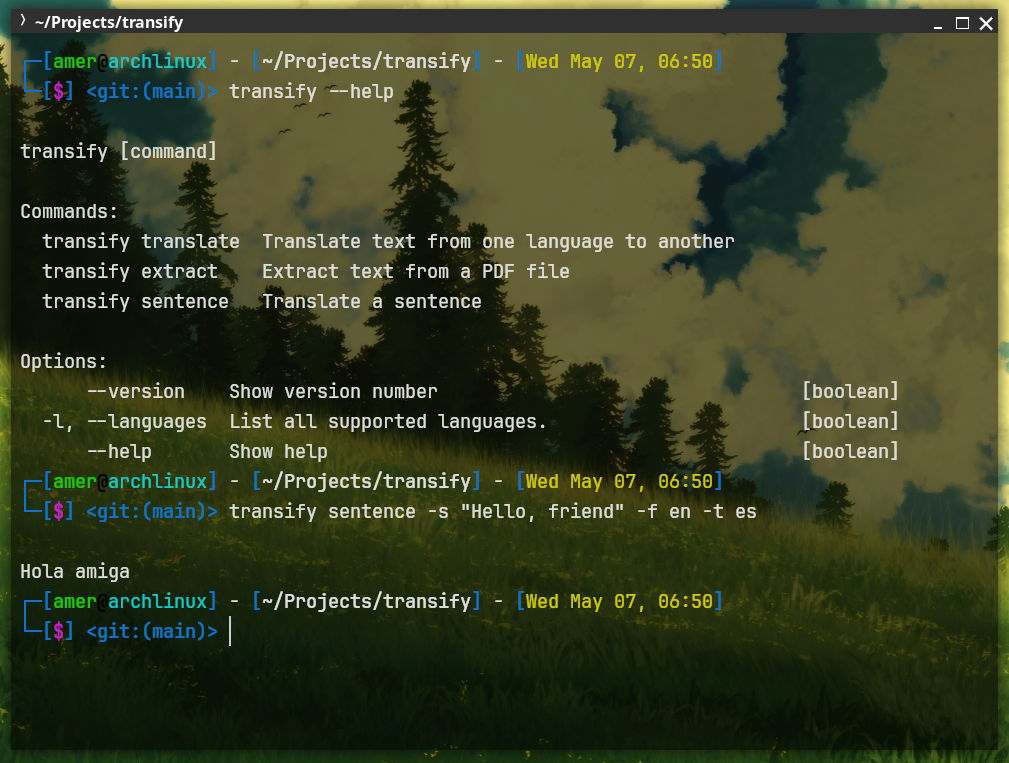 〉 ~/Projects/transify
┌─[amer@archlinux] - [~/Projects/transify] - [Wed May 07, 06:50]
└─[$] <git:(main)> transify --help
transify [command]
Commands:
transify translate  Translate text from one language to another
transify extract    Extract text from a PDF file
transify sentence   Translate a sentence
Options:
--version    Show version number    [boolean]
-l, --languages  List all supported languages.    [boolean]
--help       Show help    [boolean]
┌─[amer@archlinux] - [~/Projects/transify] - [Wed May 07, 06:50]
└─[$] <git:(main)> transify sentence -s "Hello, friend" -f en -t es
Hola amiga
┌─[amer@archlinux] - [~/Projects/transify] - [Wed May 07, 06:50]
└─[$] <git:(main)>